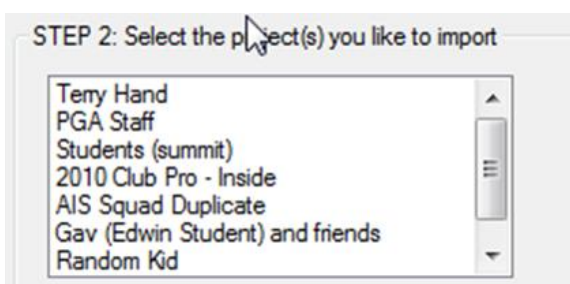 STEP 2: Select the project(s) you like to import
Terry Hand
PGA Staff
Students (summit)
2010 Club Pro - Inside
AIS Squad Duplicate
Gav (Edwin Student) and friends
Random Kid